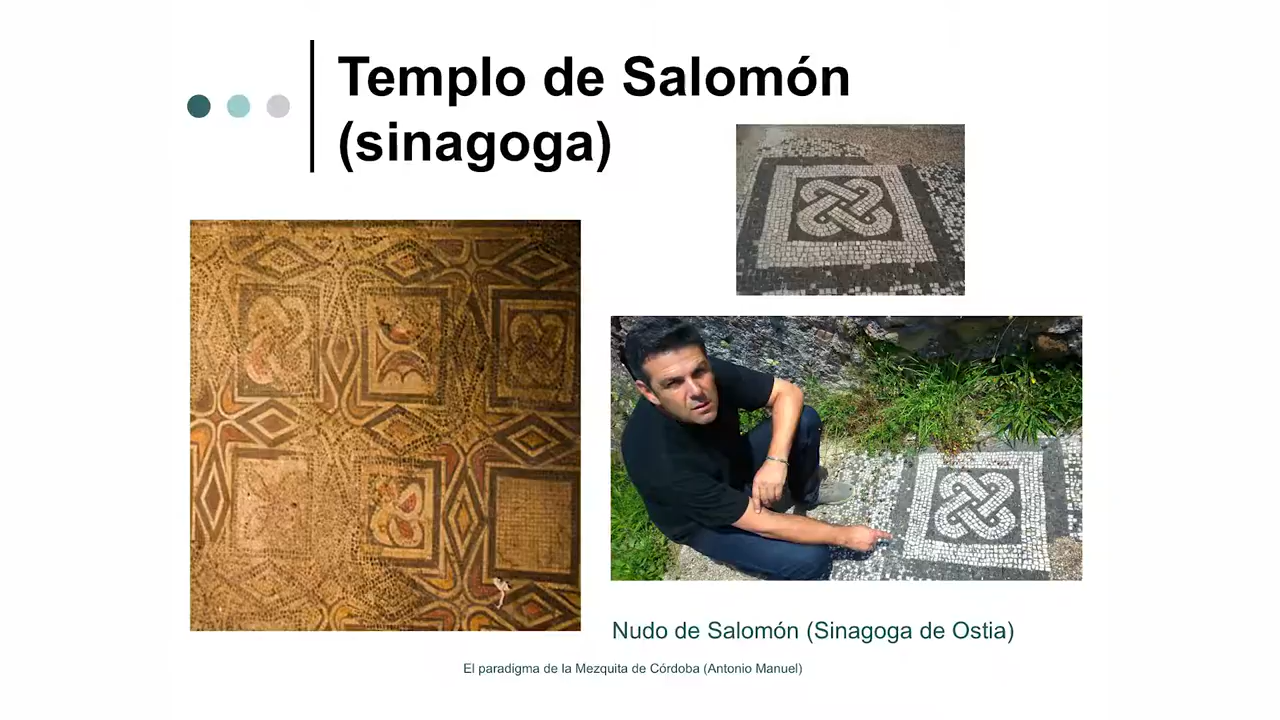 Templo de Salomón
(sinagoga)
Nudo de Salomón (Sinagoga de Ostia)
El paradigma de la Mezquita de Córdoba (Antonio Manuel)